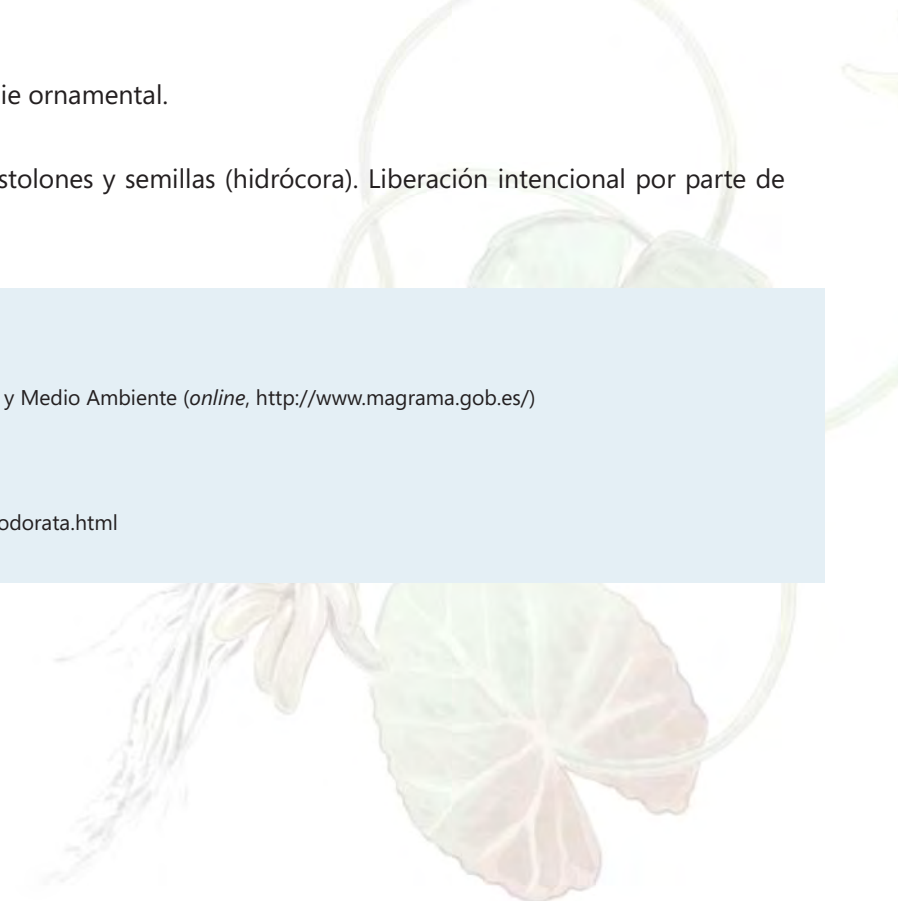 ie ornamental.
stolones y semillas (hidrócora). Liberación intencional por parte de
y Medio Ambiente (online, http://www.magrama.gob.es/)
odorata.html